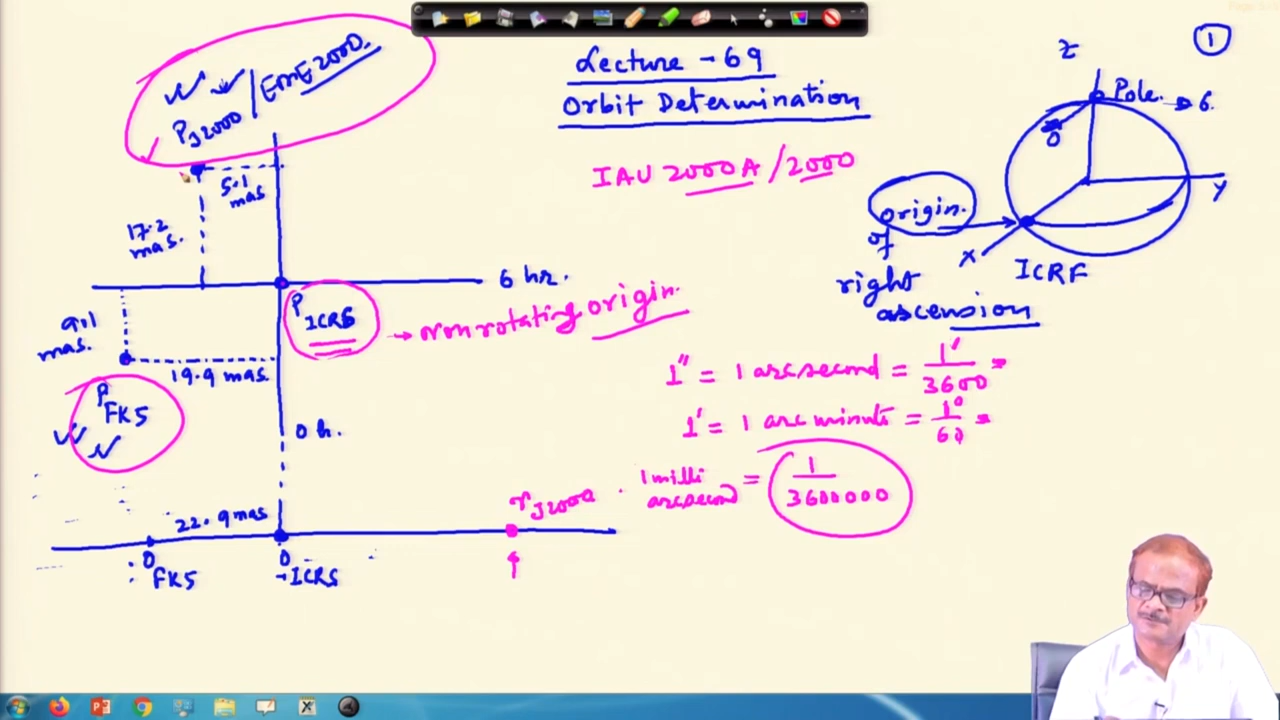 Lecture - 69
Orbit Determination
IAU 2000A / 2000
P J2000 / EME2000
5.1 mas
17.2 mas.
6 hr.
P ICRS
→ Non rotating origin.
9.1 mas.
19.9 mas.
P FK5
0 h.
22.9 mas
0 FK5
0 ICRS
r J2000
1" = 1 arcsecond = 1'/3600 =
1' = 1 arc minute = 1°/60 =
1 milli arcsecond = 1/3600000
1
Z
Pole. → 6.
0
Y
X
origin. of right ascension
ICRF